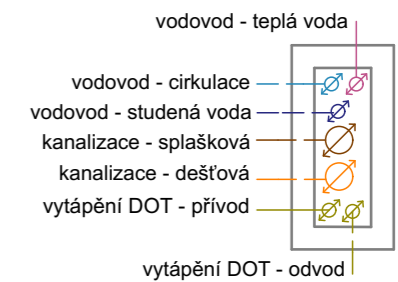 vodovod - teplá voda
vodovod - cirkulace
vodovod - studená voda
kanalizace - splašková
kanalizace - dešťová
vytápění DOT - přívod
vytápění DOT - odvod